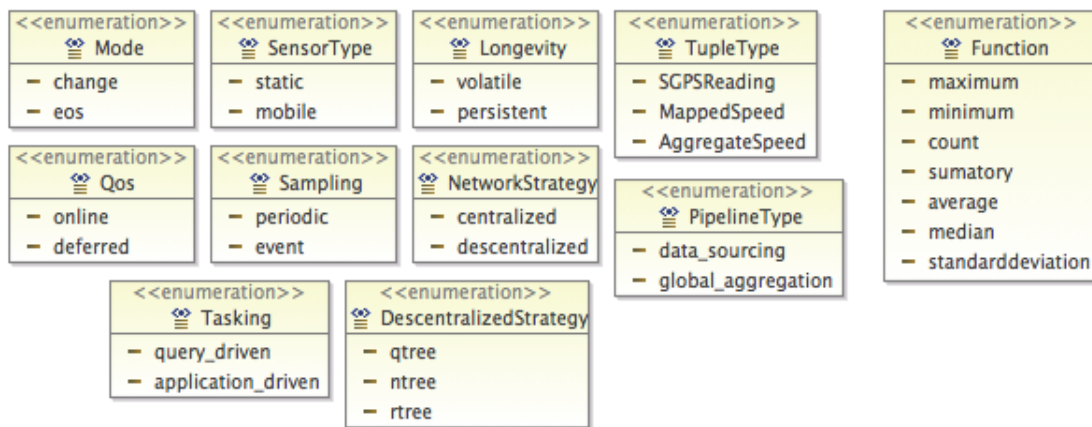 <<enumeration>>
Mode
change
eos
<<enumeration>>
SensorType
static
mobile
<<enumeration>>
Longevity
volatile
persistent
<<enumeration>>
TupleType
SGPSReading
MappedSpeed
AggregateSpeed
<<enumeration>>
Function
maximum
minimum
count
sumatory
average
median
standarddeviation
<<enumeration>>
Qos
online
deferred
<<enumeration>>
Sampling
periodic
event
<<enumeration>>
NetworkStrategy
centralized
descentralized
<<enumeration>>
PipelineType
data_sourcing
global_aggregation
<<enumeration>>
Tasking
query_driven
application_driven
<<enumeration>>
DescentralizedStrategy
qtree
ntree
rtree